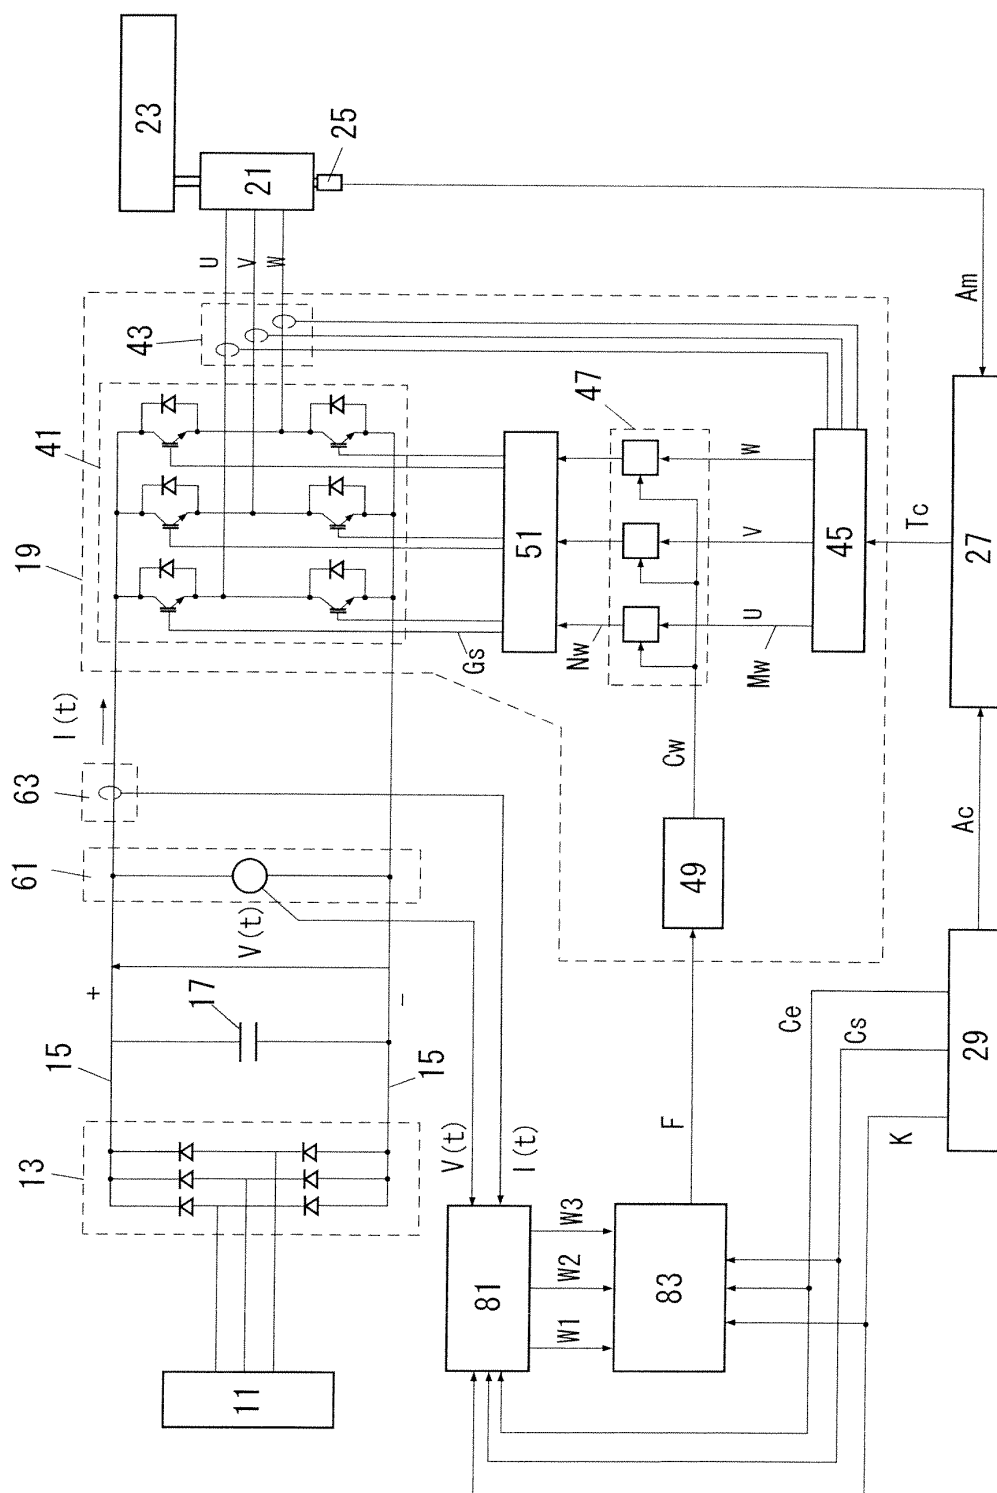 23
25
21
U
V
W
43
41
19
I(t)
63
61
V(t)
17
+
-
15
15
13
11
47
51
Gs
Nw
Mw
U
V
W
45
Tc
Am
27
Cw
49
Ac
F
Ce
Cs
K
29
V(t)
I(t)
81
W1
W2
W3
83